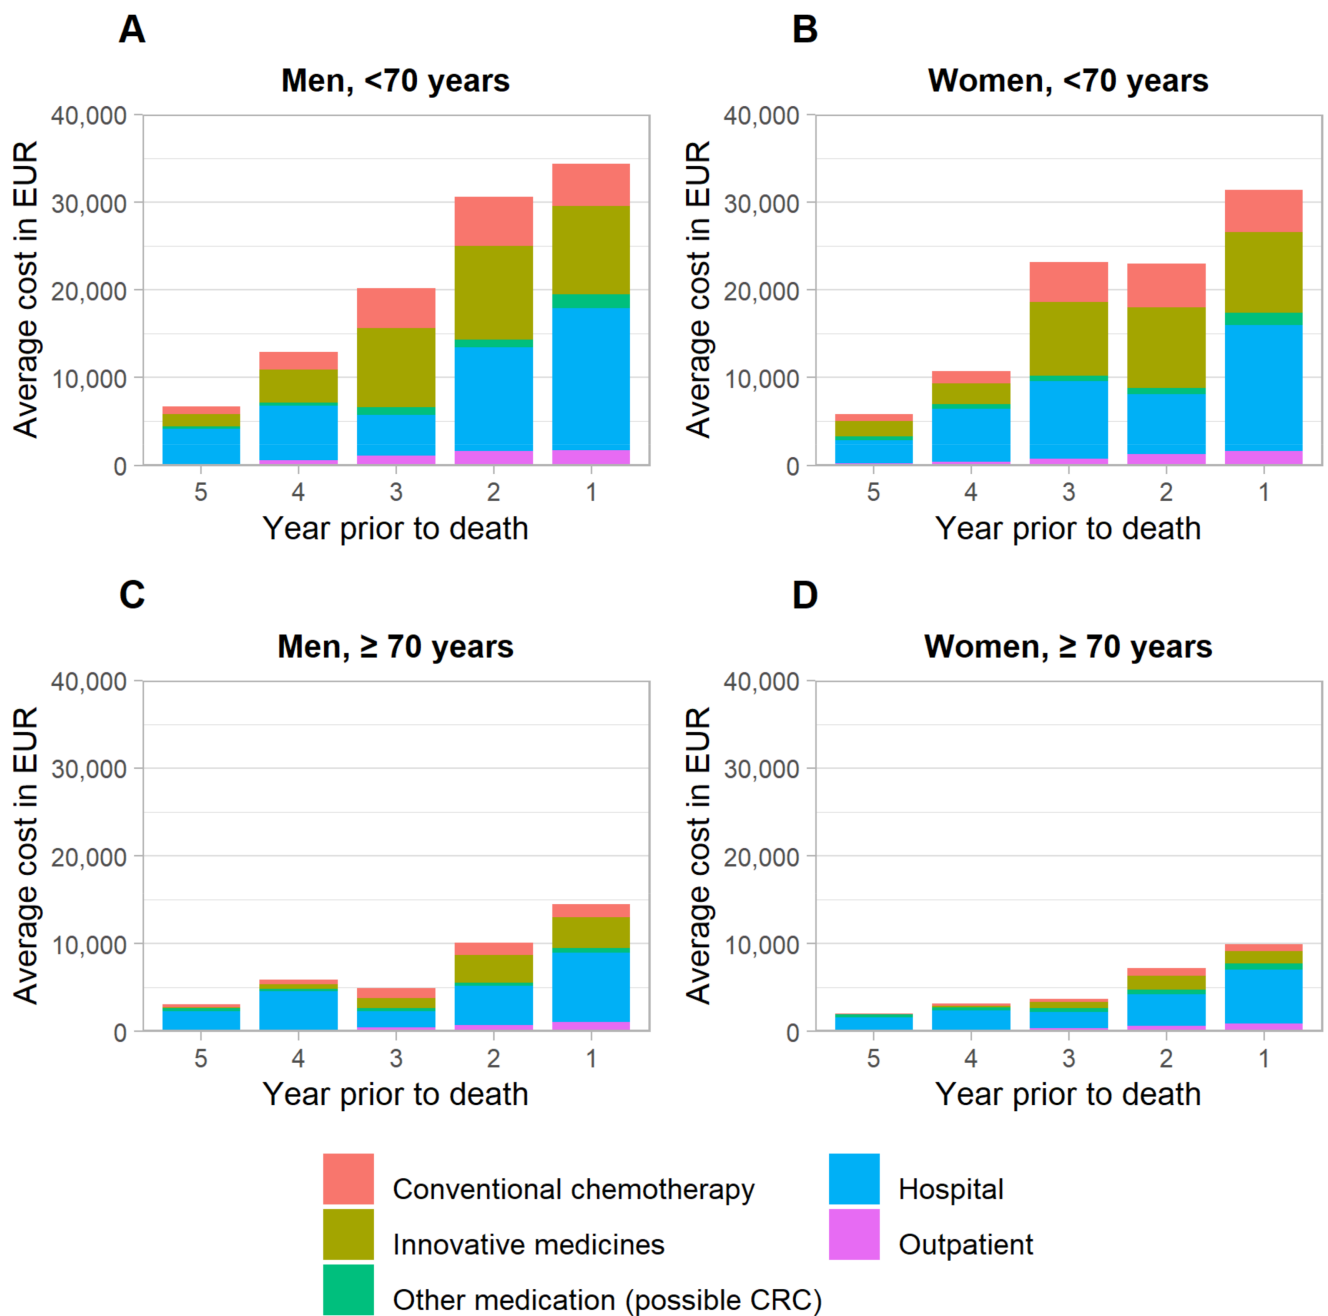 A
Men, <70 years
Average cost in EUR
40,000
30,000
20,000
10,000
0
5 4 3 2 1
Year prior to death
B
Women, <70 years
Average cost in EUR
40,000
30,000
20,000
10,000
0
5 4 3 2 1
Year prior to death
C
Men, ≥ 70 years
Average cost in EUR
40,000
30,000
20,000
10,000
0
5 4 3 2 1
Year prior to death
D
Women, ≥ 70 years
Average cost in EUR
40,000
30,000
20,000
10,000
0
5 4 3 2 1
Year prior to death
Conventional chemotherapy
Innovative medicines
Other medication (possible CRC)
Hospital
Outpatient